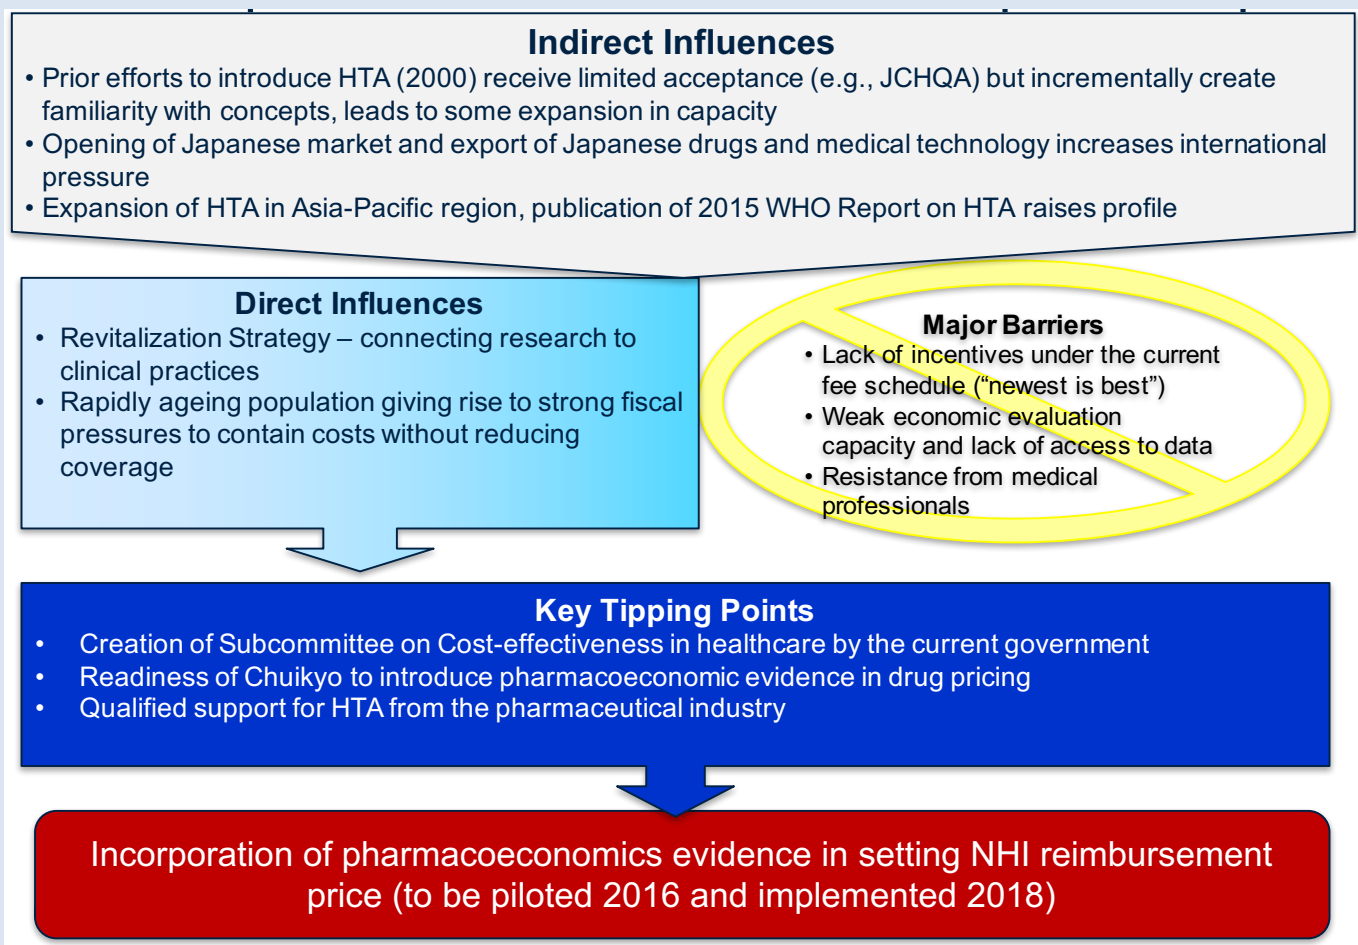 Indirect Influences
• Prior efforts to introduce HTA (2000) receive limited acceptance (e.g., JCHQA) but incrementally create
familiarity with concepts, leads to some expansion in capacity
• Opening of Japanese market and export of Japanese drugs and medical technology increases international
pressure
• Expansion of HTA in Asia-Pacific region, publication of 2015 WHO Report on HTA raises profile
Direct Influences
• Revitalization Strategy – connecting research to
clinical practices
• Rapidly ageing population giving rise to strong fiscal
pressures to contain costs without reducing
coverage
Major Barriers
• Lack of incentives under the current
fee schedule (“newest is best”)
• Weak economic evaluation
capacity and lack of access to data
• Resistance from medical
professionals
Key Tipping Points
• Creation of Subcommittee on Cost-effectiveness in healthcare by the current government
• Readiness of Chuikyo to introduce pharmacoeconomic evidence in drug pricing
• Qualified support for HTA from the pharmaceutical industry
Incorporation of pharmacoeconomics evidence in setting NHI reimbursement
price (to be piloted 2016 and implemented 2018)